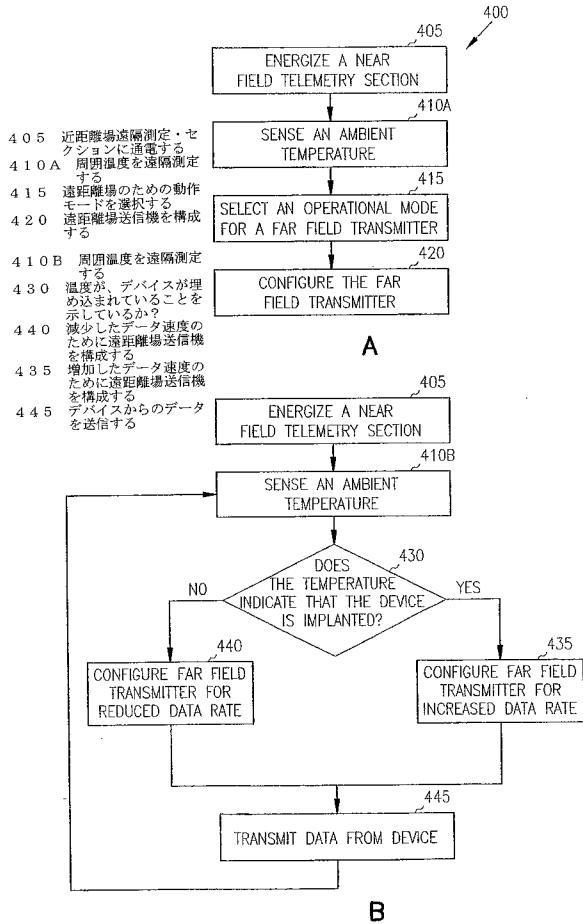 400
405
ENERGIZE A NEAR
FIELD TELEMETRY SECTION
410A
SENSE AN AMBIENT
TEMPERATURE
415
SELECT AN OPERATIONAL MODE
FOR A FAR FIELD TRANSMITTER
420
CONFIGURE THE FAR
FIELD TRANSMITTER
A
405 近距離場遠隔測定・セ
クションに通電する
410A 周囲温度を遠隔測定
する
415 遠距離場のための動作
モードを選択する
420 遠距離場送信機を構成
する
410B 周囲温度を遠隔測定
する
430 温度が、デバイスが埋
め込まれていることを
示しているか?
440 減少したデータ速度の
ために遠距離場送信機
を構成する
435 増加したデータ速度の
ために遠距離場送信機
を構成する
445 デバイスからのデータ
を送信する
405
ENERGIZE A NEAR
FIELD TELEMETRY SECTION
410B
SENSE AN AMBIENT
TEMPERATURE
430
DOES
THE TEMPERATURE
INDICATE THAT THE DEVICE
IS IMPLANTED?
NO
YES
440
CONFIGURE FAR FIELD
TRANSMITTER FOR
REDUCED DATA RATE
435
CONFIGURE FAR FIELD
TRANSMITTER FOR
INCREASED DATA RATE
445
TRANSMIT DATA FROM DEVICE
B